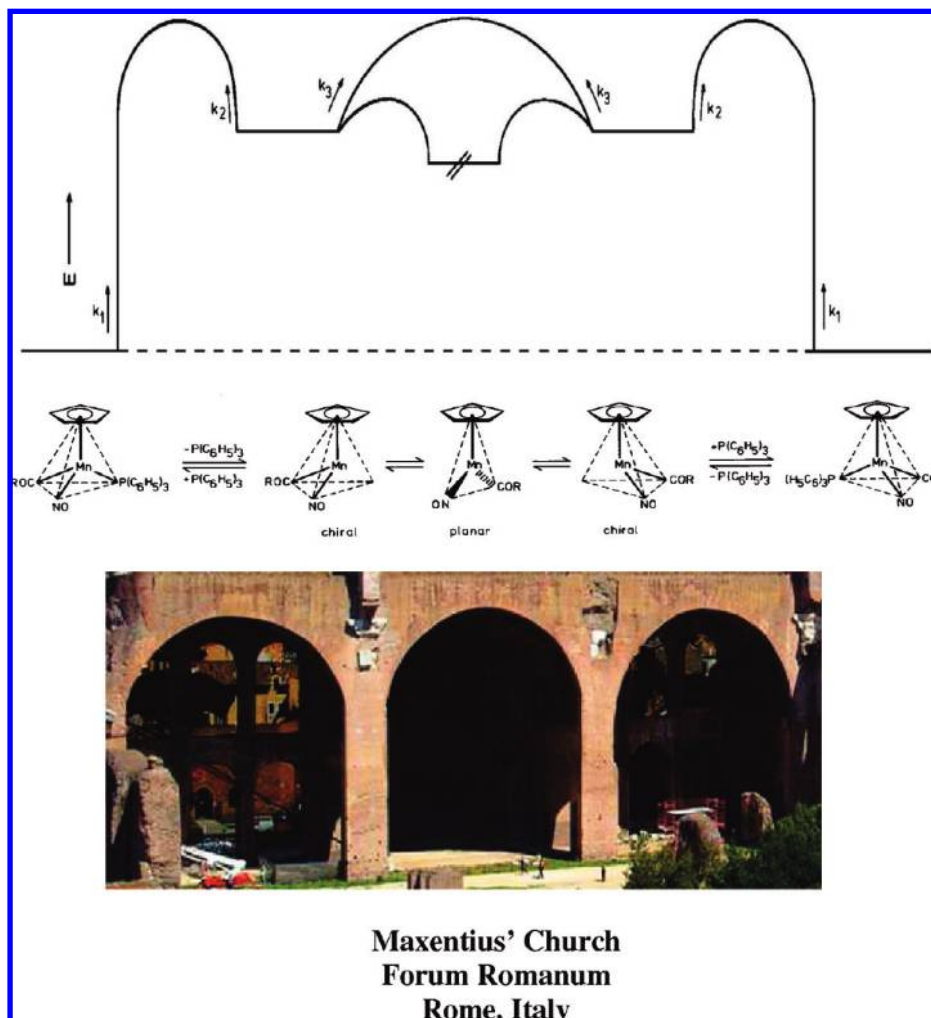 k₃ k₃
k₂ k₂
E
k₁ k₁
−P(C₆H₅)₃ +P(C₆H₅)₃
+P(C₆H₅)₃ −P(C₆H₅)₃
Mn Mn Mn Mn Mn
ROC P(C₆H₅)₃ ROC COR COR (H₅C₆)₃P
NO NO ON NO NO
chiral planar chiral
Maxentius' Church
Forum Romanum
Rome, Italy